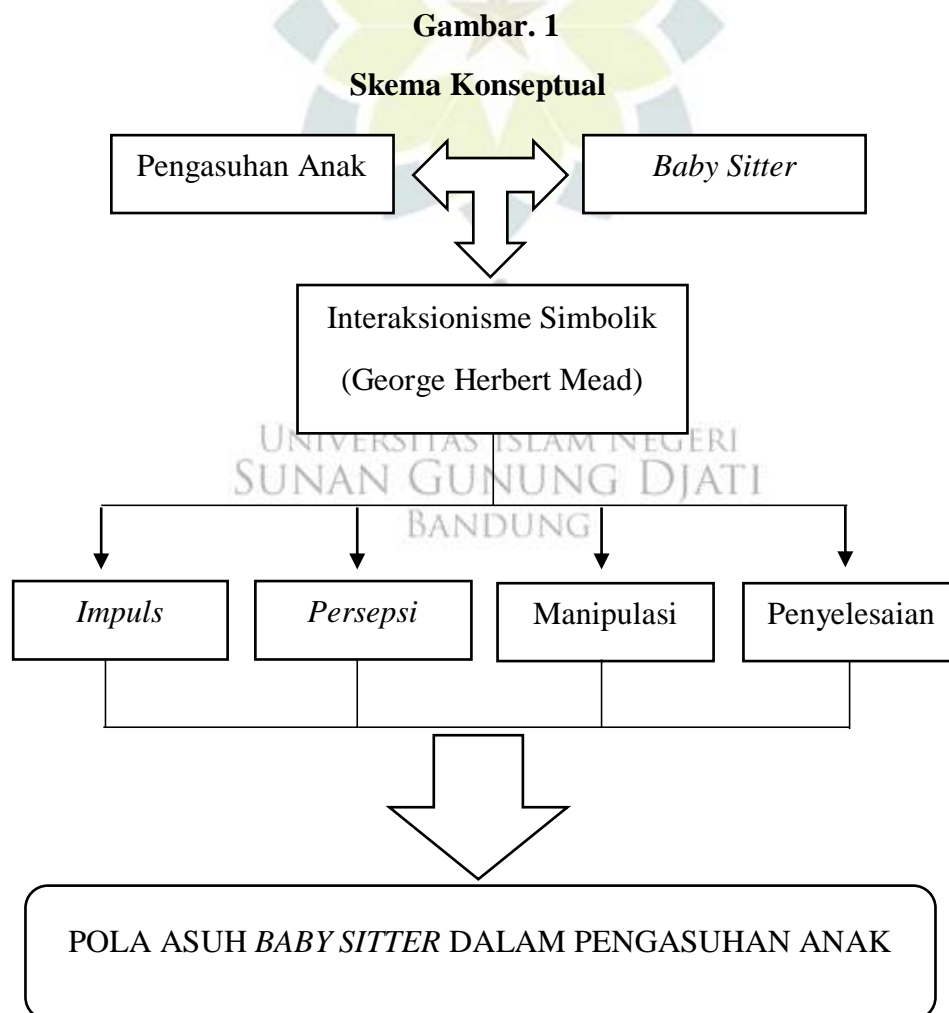 Gambar. 1
Skema Konseptual
Pengasuhan Anak
Baby Sitter
Interaksionisme Simbolik
(George Herbert Mead)
UNIVERSITAS ISLAM NEGERI
SUNAN GUNUNG DJATI
BANDUNG
Impuls
Persepsi
Manipulasi
Penyelesaian
POLA ASUH BABY SITTER DALAM PENGASUHAN ANAK